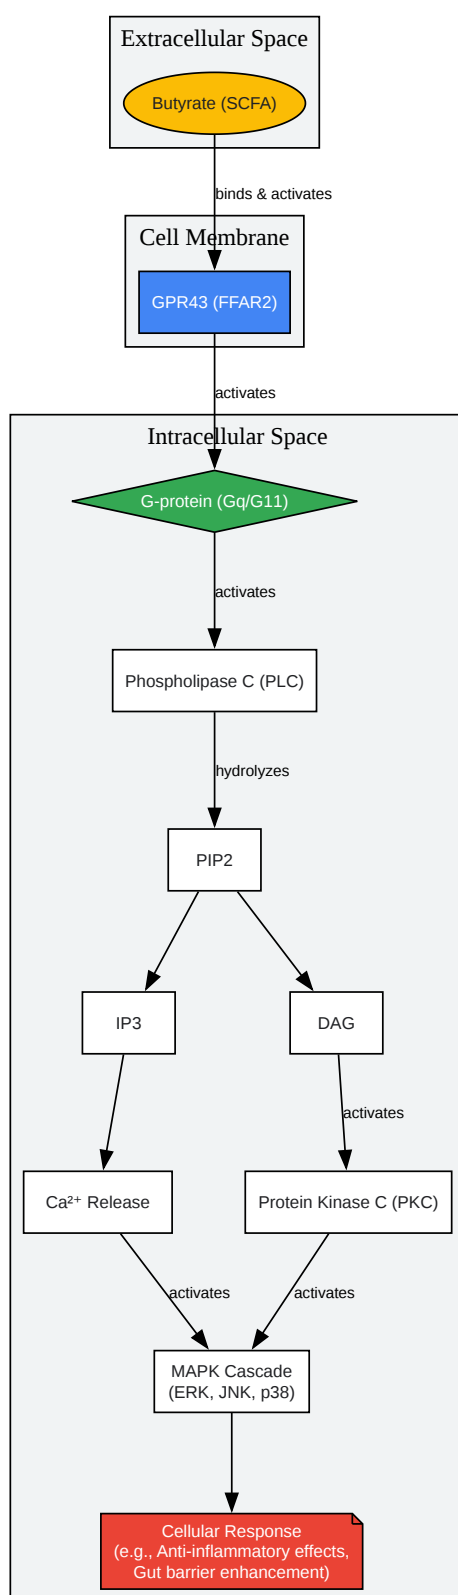 Extracellular Space
Butyrate (SCFA)
binds & activates
Cell Membrane
GPR43 (FFAR2)
activates
Intracellular Space
G-protein (Gq/G11)
activates
Phospholipase C (PLC)
hydrolyzes
PIP2
IP3
DAG
activates
Ca²⁺ Release
Protein Kinase C (PKC)
activates
activates
MAPK Cascade
(ERK, JNK, p38)
Cellular Response
(e.g., Anti-inflammatory effects,
Gut barrier enhancement)